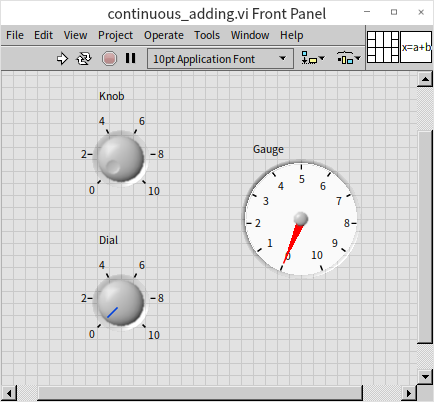 continuous_adding.vi Front Panel
File Edit View Project Operate Tools Window Help
10pt Application Font
x=a+b
Knob
4 6
2 8
0 10
Gauge
5
4 6
3 7
2 8
1 9
0 10
Dial
4 6
2 8
0 10